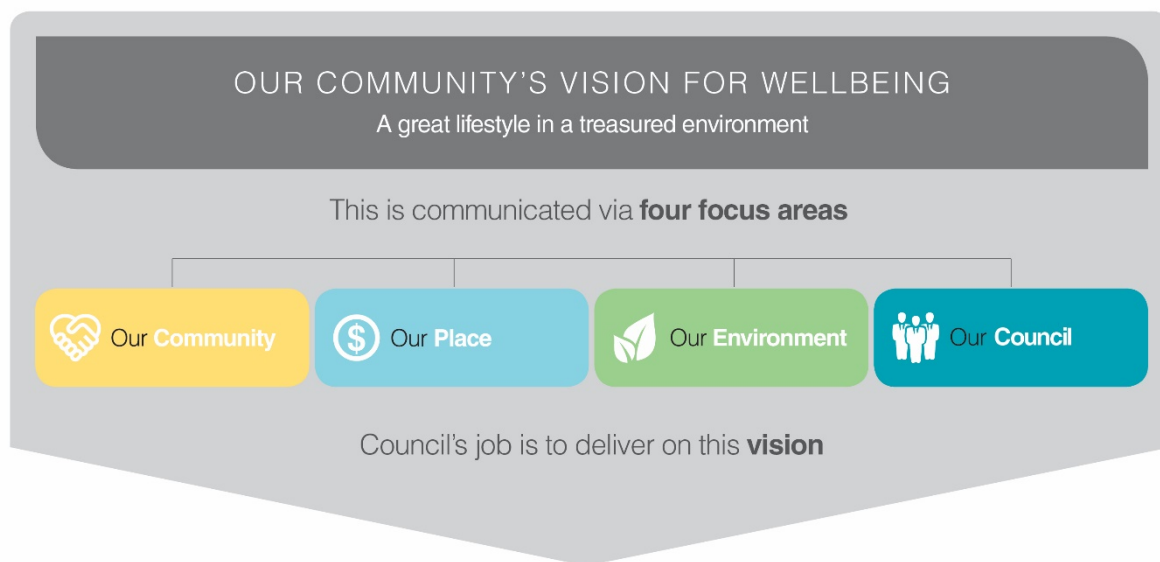 OUR COMMUNITY’S VISION FOR WELLBEING
A great lifestyle in a treasured environment
This is communicated via four focus areas
Our Community
$ Our Place
Our Environment
Our Council
Council’s job is to deliver on this vision